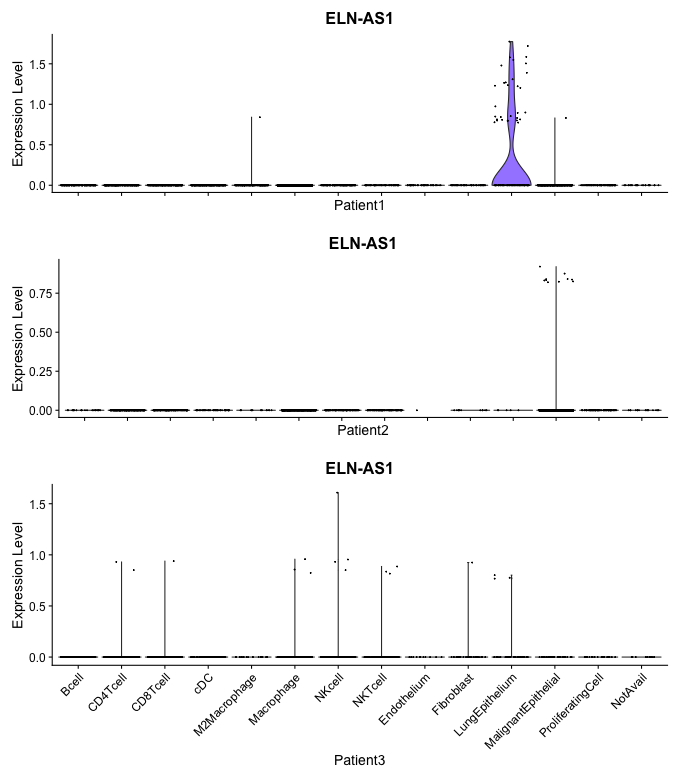 ELN-AS1
Expression Level
1.5
1.0
0.5
0.0
Patient1
ELN-AS1
Expression Level
0.75
0.50
0.25
0.00
Patient2
ELN-AS1
Expression Level
1.5
1.0
0.5
0.0
Bcell
CD4Tcell
CD8Tcell
cDC
M2Macrophage
Macrophage
NKcell
NKTcell
Endothelium
Fibroblast
LungEpithelium
MalignantEpithelial
ProliferatingCell
NotAvail
Patient3